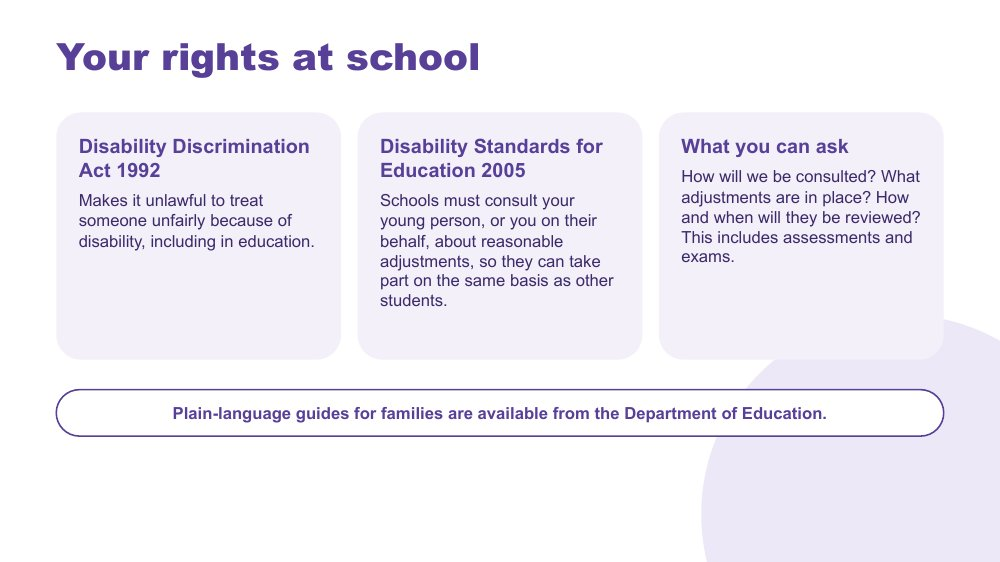 Your rights at school
Disability Discrimination
Act 1992
Makes it unlawful to treat
someone unfairly because of
disability, including in education.
Disability Standards for
Education 2005
Schools must consult your
young person, or you on their
behalf, about reasonable
adjustments, so they can take
part on the same basis as other
students.
What you can ask
How will we be consulted? What
adjustments are in place? How
and when will they be reviewed?
This includes assessments and
exams.
Plain-language guides for families are available from the Department of Education.